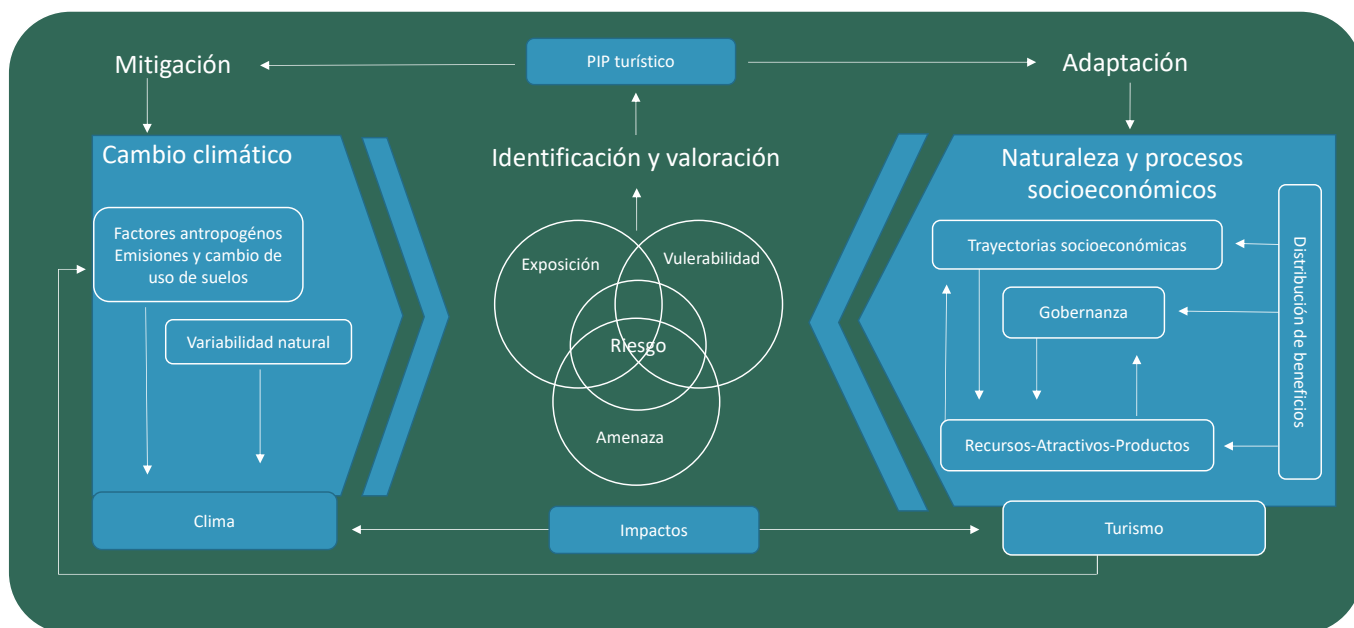 Mitigación
PIP turístico
Adaptación
Cambio climático
Identificación y valoración
Naturaleza y procesos
socioeconómicos
Factores antropogénos
Emisiones y cambio de
uso de suelos
Variabilidad natural
Clima
Exposición
Vulerabilidad
Riesgo
Amenaza
Impactos
Trayectorias socioeconómicas
Gobernanza
Recursos-Atractivos-Productos
Distribución de beneficios
Turismo